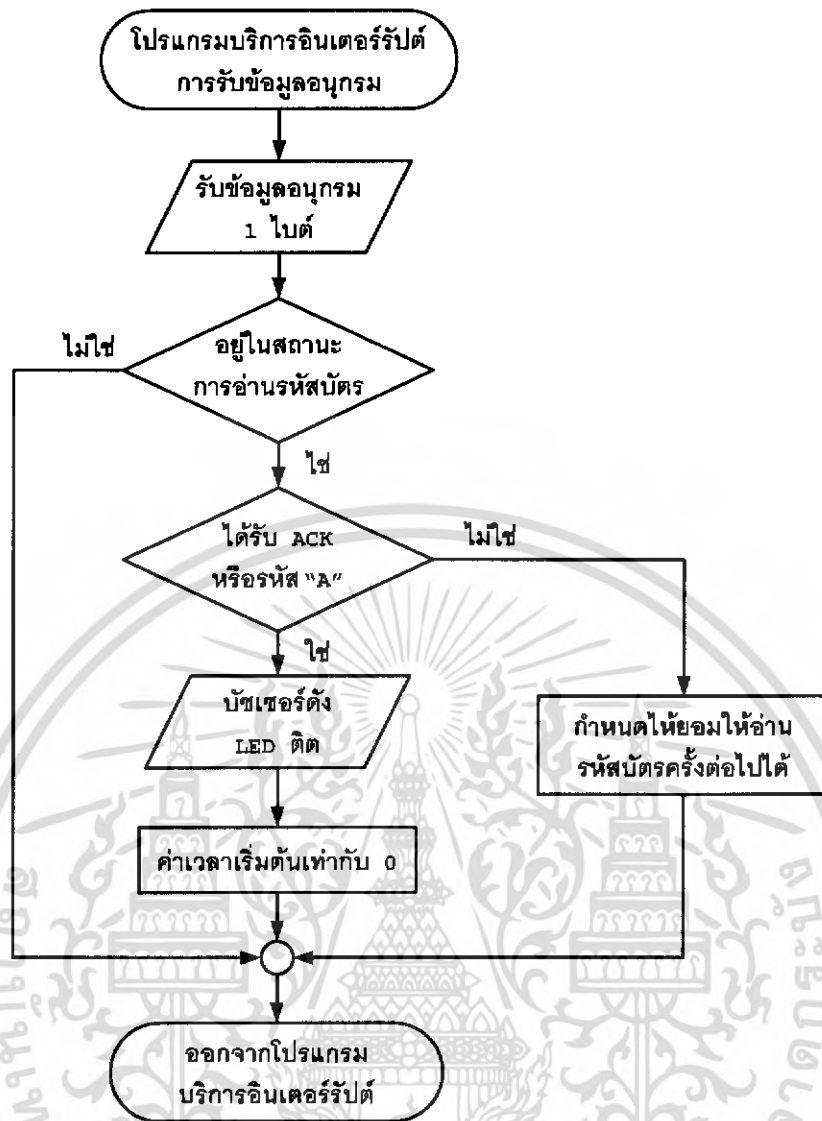 โปรแกรมบริการอินเตอร์รัปต์
การรับข้อมูลอนุกรม
รับข้อมูลอนุกรม
1 ไบต์
ไม่ใช่
อยู่ในสถานะ
การอ่านรหัสบัตร
ใช่
ได้รับ ACK
หรือรหัส "A"
ไม่ใช่
ใช่
บัซเซอร์ดัง
LED ติด
กำหนดให้ยอมให้อ่าน
รหัสบัตรครั้งต่อไปได้
ค่าเวลาเริ่มต้นเท่ากับ 0
ออกจากโปรแกรม
บริการอินเตอร์รัปต์